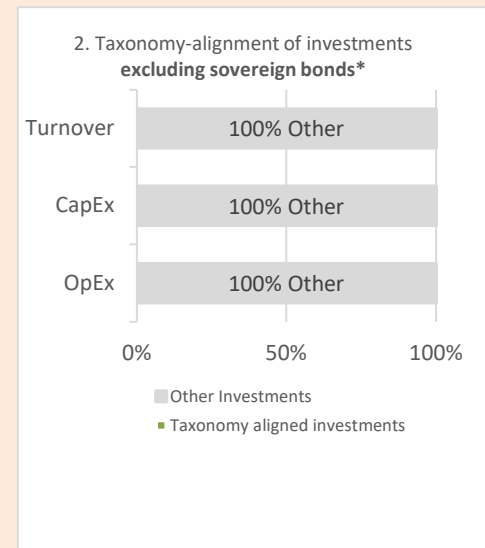 2. Taxonomy-alignment of investments
excluding sovereign bonds*
Turnover
100% Other
CapEx
100% Other
OpEx
100% Other
0% 50% 100%
Other Investments
Taxonomy aligned investments